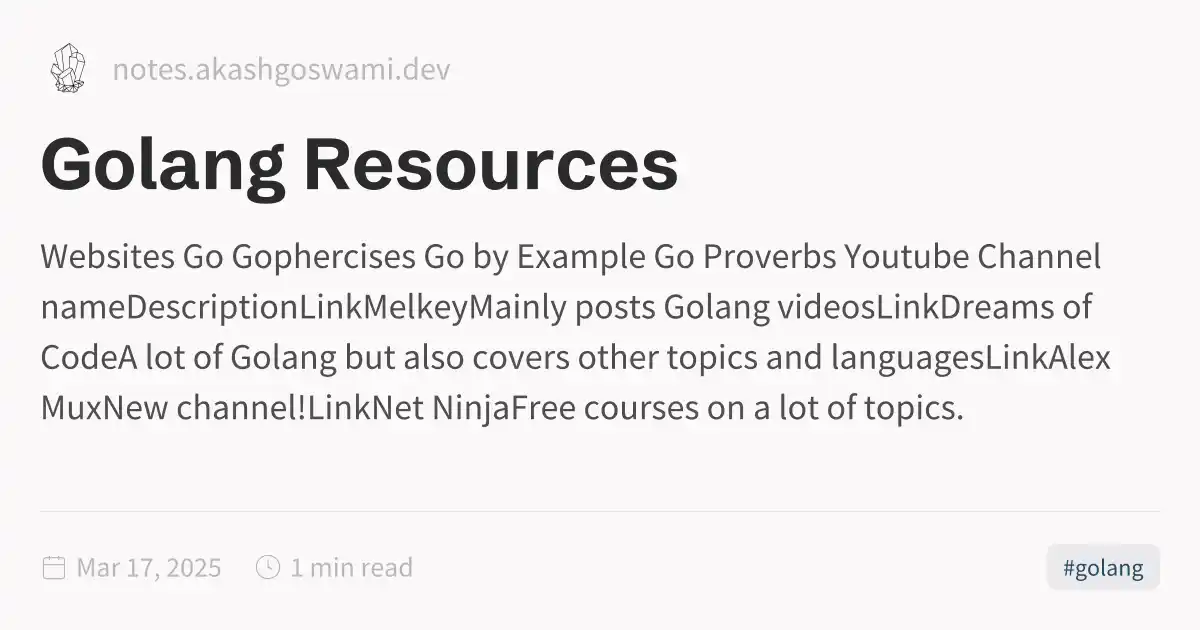 notes.akashgoswami.dev
Golang Resources
Websites Go Gophercises Go by Example Go Proverbs Youtube Channel
nameDescriptionLinkMelkeyMainly posts Golang videosLinkDreams of
CodeA lot of Golang but also covers other topics and languagesLinkAlex
MuxNew channel!LinkNet NinjaFree courses on a lot of topics.
Mar 17, 2025 1 min read #golang